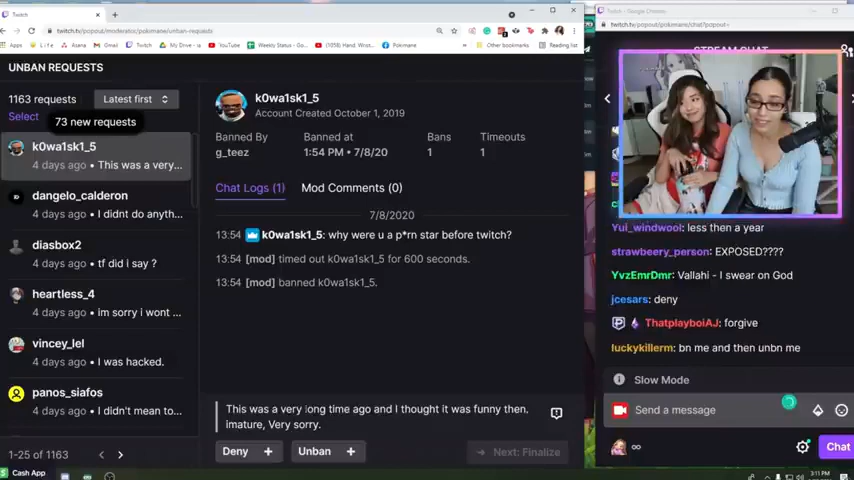 Twitch
Twitch - Google Chrome
twitch.tv/popout/moderator/pokimane/unban-requests
twitch.tv/popout/pokimane/chat?popout=
Apps
Gmail
Twitch
My Drive
YouTube
Weekly Status - G...
Pokimane
Other bookmarks
Reading list
UNBAN REQUESTS
STREAM CHAT
1163 requests
Latest first
Select
73 new requests
k0wa1sk1_5
4 days ago • This was a very...
dangelo_calderon
4 days ago • I didnt do anyth...
diasbox2
4 days ago • tf did i say ?
heartless_4
4 days ago • im sorry i wont ...
vincey_lel
4 days ago • I was hacked.
panos_siafos
4 days ago • I didn't mean to...
1-25 of 1163
k0wa1sk1_5
Account Created October 1, 2019
Banned By
Banned at
Bans
Timeouts
g_teez
1:54 PM • 7/8/20
1
1
Chat Logs (1)
Mod Comments (0)
7/8/2020
13:54 k0wa1sk1_5: why were u a p*rn star before twitch?
13:54 [mod] timed out k0wa1sk1_5 for 600 seconds.
13:54 [mod] banned k0wa1sk1_5.
This was a very long time ago and I thought it was funny then.
imature, Very sorry.
Deny +
Unban +
Next: Finalize
Yui_windwool: less then a year
strawbeery_person: EXPOSED????
YvzEmrDmr: Vallahi - I swear on God
jcesars: deny
ThatplayboiAJ: forgive
luckykillerm: bn me and then unbn me
Slow Mode
Send a message
Chat
Cash App
3:11 PM